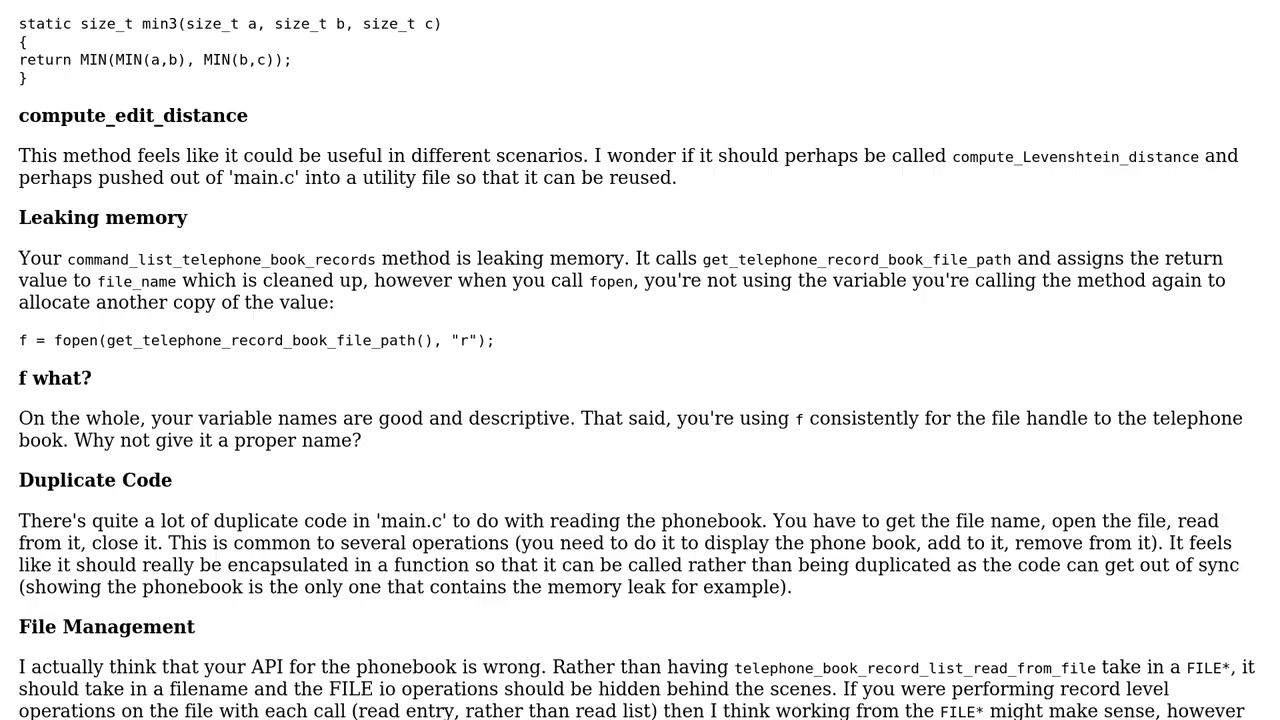 static size_t min3(size_t a, size_t b, size_t c)
{
return MIN(MIN(a,b), MIN(b,c));
}
compute_edit_distance
This method feels like it could be useful in different scenarios. I wonder if it should perhaps be called compute_Levenshtein_distance and
perhaps pushed out of 'main.c' into a utility file so that it can be reused.
Leaking memory
Your command_list_telephone_book_records method is leaking memory. It calls get_telephone_record_book_file_path and assigns the return
value to file_name which is cleaned up, however when you call fopen, you're not using the variable you're calling the method again to
allocate another copy of the value:
f = fopen(get_telephone_record_book_file_path(), "r");
f what?
On the whole, your variable names are good and descriptive. That said, you're using f consistently for the file handle to the telephone
book. Why not give it a proper name?
Duplicate Code
There's quite a lot of duplicate code in 'main.c' to do with reading the phonebook. You have to get the file name, open the file, read
from it, close it. This is common to several operations (you need to do it to display the phone book, add to it, remove from it). It feels
like it should really be encapsulated in a function so that it can be called rather than being duplicated as the code can get out of sync
(showing the phonebook is the only one that contains the memory leak for example).
File Management
I actually think that your API for the phonebook is wrong. Rather than having telephone_book_record_list_read_from_file take in a FILE*, it
should take in a filename and the FILE io operations should be hidden behind the scenes. If you were performing record level
operations on the file with each call (read entry, rather than read list) then I think working from the FILE* might make sense, however